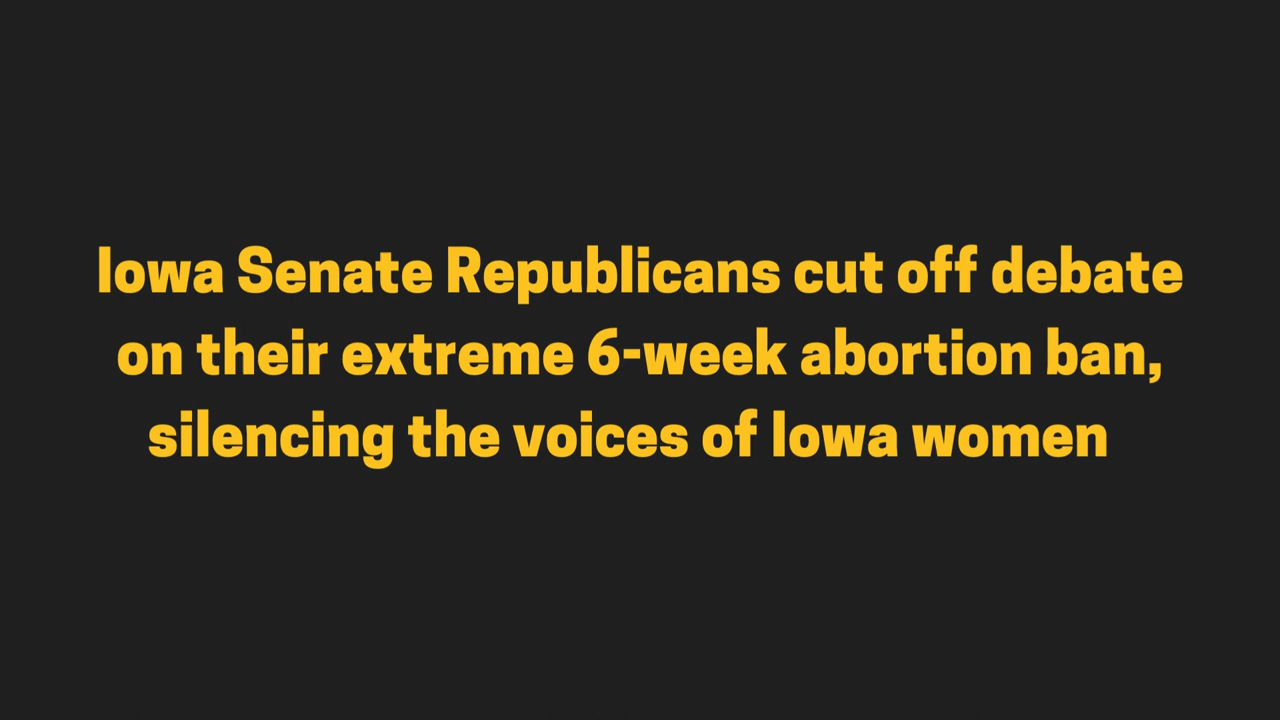 Iowa Senate Republicans cut off debate
on their extreme 6-week abortion ban,
silencing the voices of Iowa women